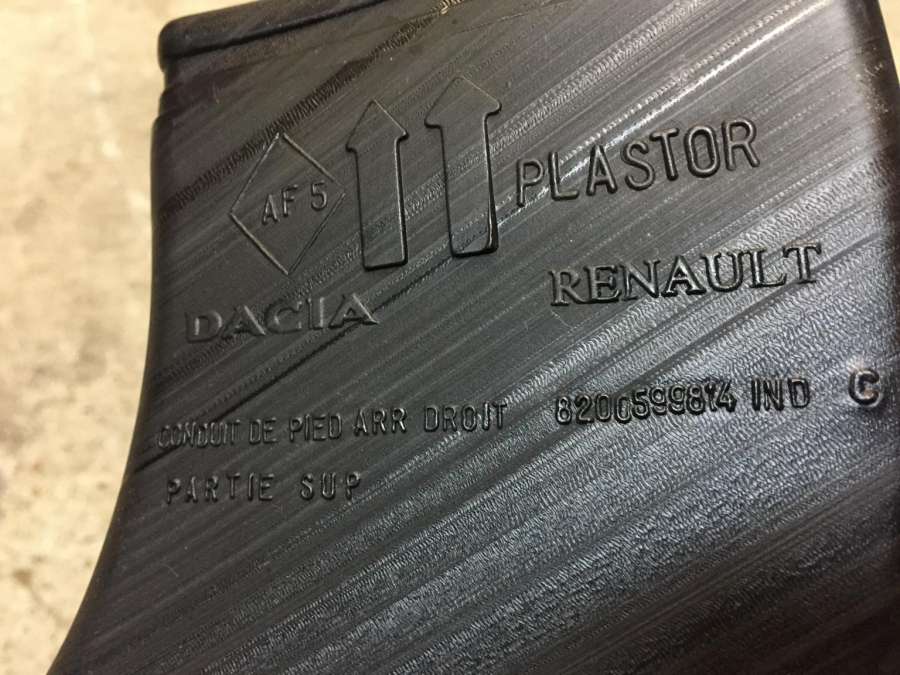 AF 5
PLASTOR
DACIA
RENAULT
CONDUIT DE PIED ARR DROIT 8200599814 IND C
PARTIE SUP